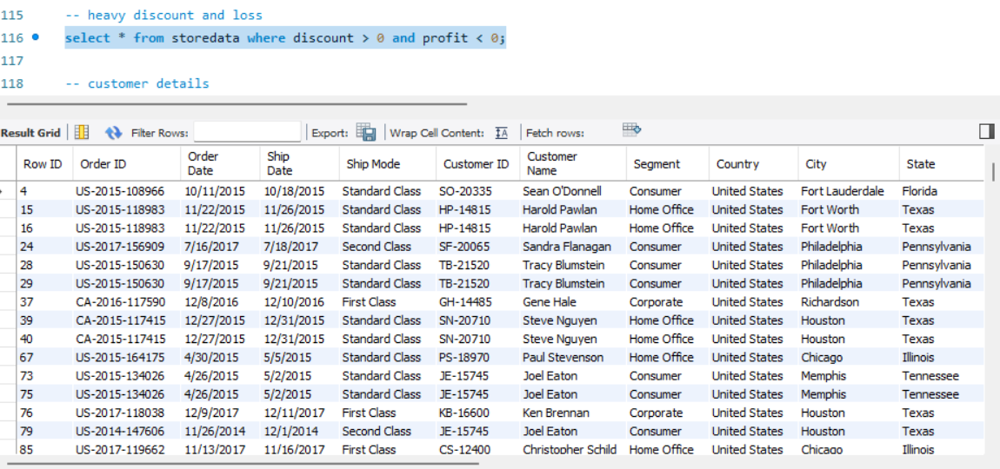 115 -- heavy discount and loss
116 select * from storedata where discount > 0 and profit < 0;
117
118 -- customer details
Result Grid Filter Rows: Export: Wrap Cell Content: IA Fetch rows:
Row ID Order ID Order Date Ship Date Ship Mode Customer ID Customer Name Segment Country City State
4 US-2015-108966 10/11/2015 10/18/2015 Standard Class SO-20335 Sean O'Donnell Consumer United States Fort Lauderdale Florida
15 US-2015-118983 11/22/2015 11/26/2015 Standard Class HP-14815 Harold Pawlan Home Office United States Fort Worth Texas
16 US-2015-118983 11/22/2015 11/26/2015 Standard Class HP-14815 Harold Pawlan Home Office United States Fort Worth Texas
24 US-2017-156909 7/16/2017 7/18/2017 Second Class SF-20065 Sandra Flanagan Consumer United States Philadelphia Pennsylvania
28 US-2015-150630 9/17/2015 9/21/2015 Standard Class TB-21520 Tracy Blumstein Consumer United States Philadelphia Pennsylvania
29 US-2015-150630 9/17/2015 9/21/2015 Standard Class TB-21520 Tracy Blumstein Consumer United States Philadelphia Pennsylvania
37 CA-2016-117590 12/8/2016 12/10/2016 First Class GH-14485 Gene Hale Corporate United States Richardson Texas
39 CA-2015-117415 12/27/2015 12/31/2015 Standard Class SN-20710 Steve Nguyen Home Office United States Houston Texas
40 CA-2015-117415 12/27/2015 12/31/2015 Standard Class SN-20710 Steve Nguyen Home Office United States Houston Texas
67 US-2015-164175 4/30/2015 5/5/2015 Standard Class PS-18970 Paul Stevenson Home Office United States Chicago Illinois
73 US-2015-134026 4/26/2015 5/2/2015 Standard Class JE-15745 Joel Eaton Consumer United States Memphis Tennessee
75 US-2015-134026 4/26/2015 5/2/2015 Standard Class JE-15745 Joel Eaton Consumer United States Memphis Tennessee
76 US-2017-118038 12/9/2017 12/11/2017 First Class KB-16600 Ken Brennan Corporate United States Houston Texas
79 US-2014-147606 11/26/2014 12/1/2014 Second Class JE-15745 Joel Eaton Consumer United States Houston Texas
85 US-2017-119662 11/13/2017 11/16/2017 First Class CS-12400 Christopher Schild Home Office United States Chicago Illinois